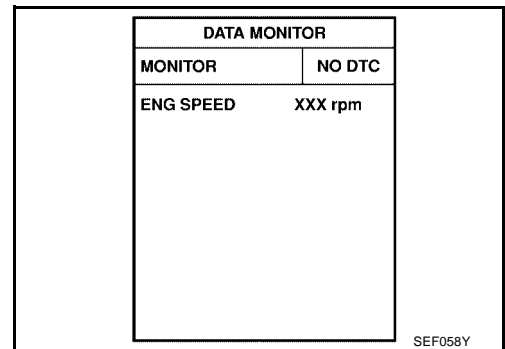 DATA MONITOR
MONITOR NO DTC
ENG SPEED XXX rpm
SEF058Y